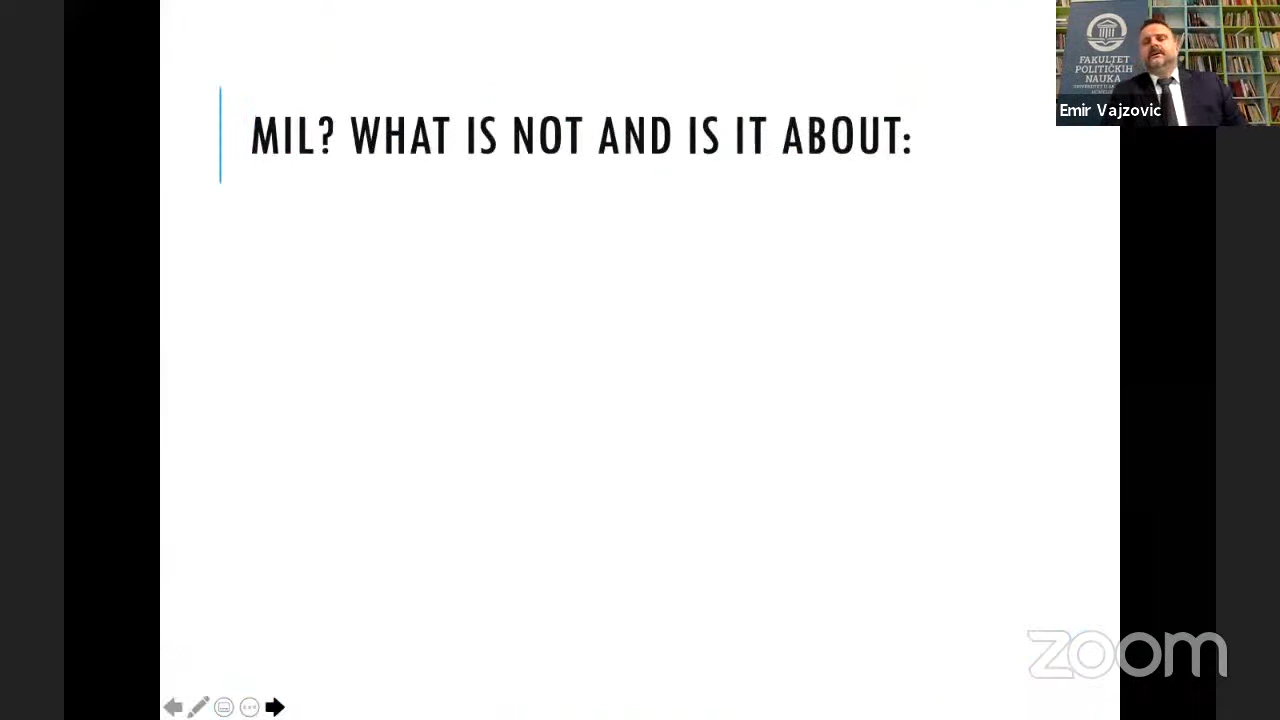 MIL? WHAT IS NOT AND IS IT ABOUT:
FAKULTET
POLITIČKIH
NAUKA
Emir Vajzovic
zoom